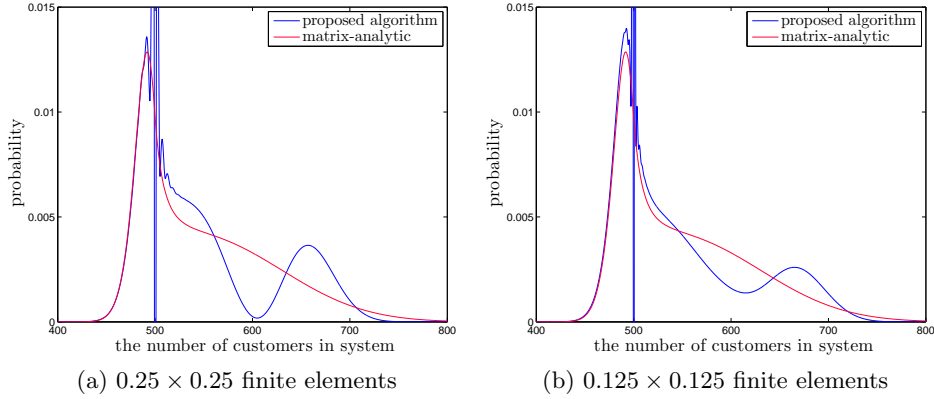 0.015
0.01
0.005
0
probability
proposed algorithm
matrix-analytic
400 500 600 700 800
the number of customers in system
(a) 0.25 × 0.25 finite elements
0.015
0.01
0.005
0
probability
proposed algorithm
matrix-analytic
400 500 600 700 800
the number of customers in system
(b) 0.125 × 0.125 finite elements